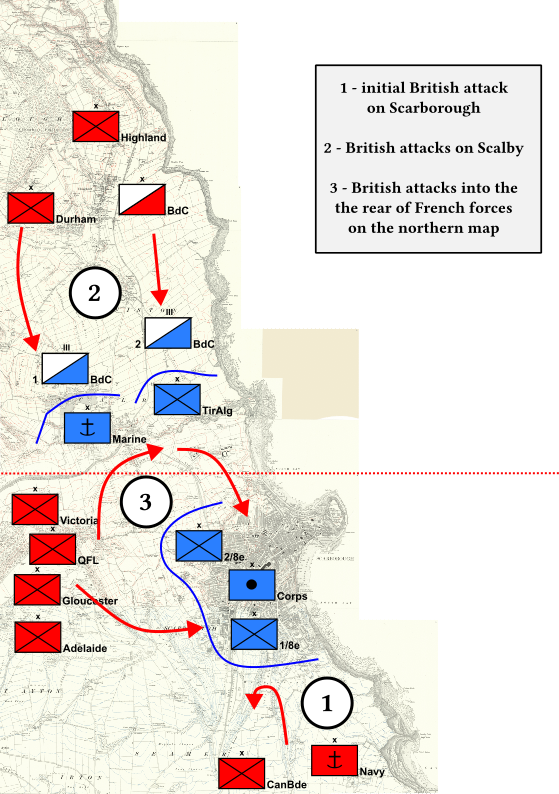 1 - initial British attack
on Scarborough
2 - British attacks on Scalby
3 - British attacks into the
the rear of French forces
on the northern map
x
Highland
x
Durham
x
BdC
2
III
2
BdC
III
1
BdC
x
TirAlg
x
Marine
3
x
Victoria
x
QFL
x
Gloucester
x
Adelaide
x
2/8e
x
Corps
x
1/8e
1
x
CanBde
x
Navy
S E A M E R
I R T O N